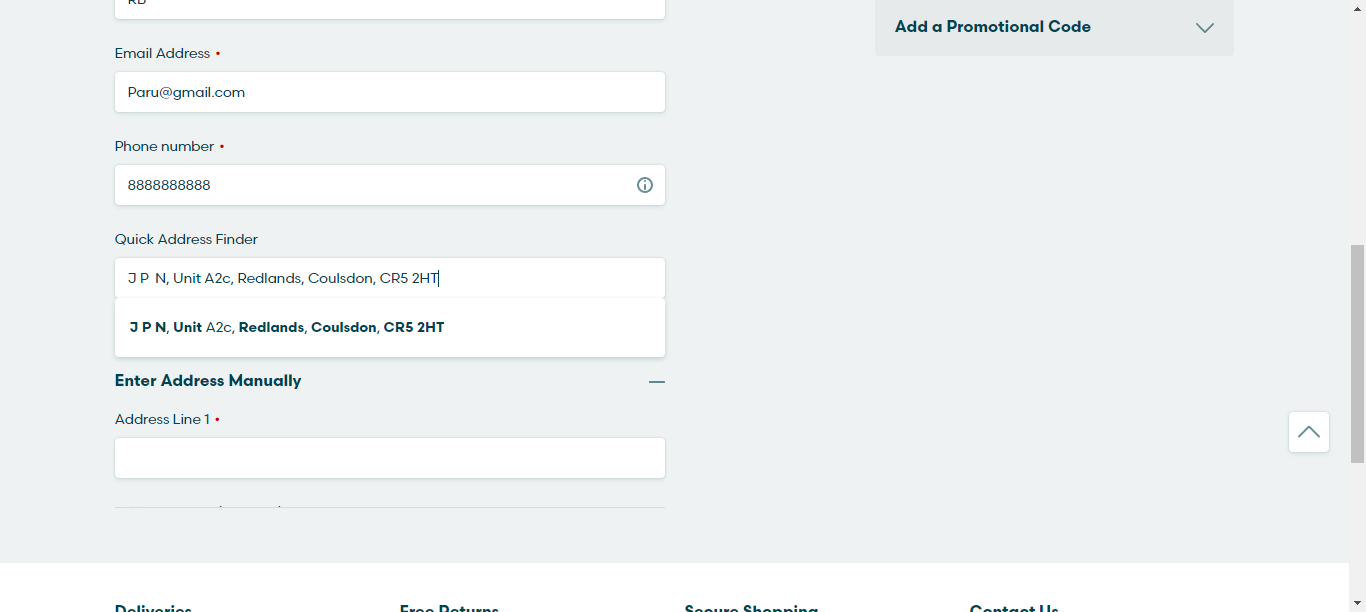 Add a Promotional Code
Email Address •
Paru@gmail.com
Phone number •
8888888888
Quick Address Finder
J P  N, Unit A2c, Redlands, Coulsdon, CR5 2HT
J P N, Unit A2c, Redlands, Coulsdon, CR5 2HT
Enter Address Manually
Address Line 1 •
Deliveries
Free Returns
Secure Shopping
Contact Us